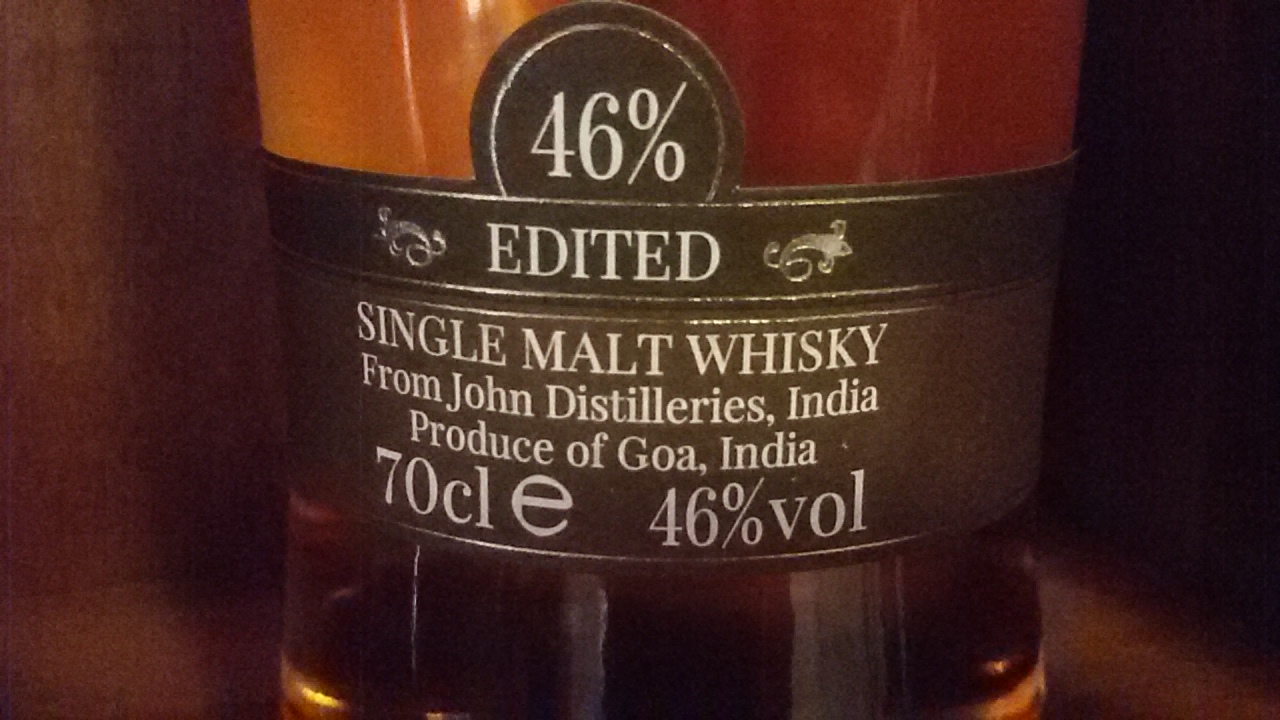 46%
EDITED
SINGLE MALT WHISKY
From John Distilleries, India
Produce of Goa, India
70cl e 46%vol